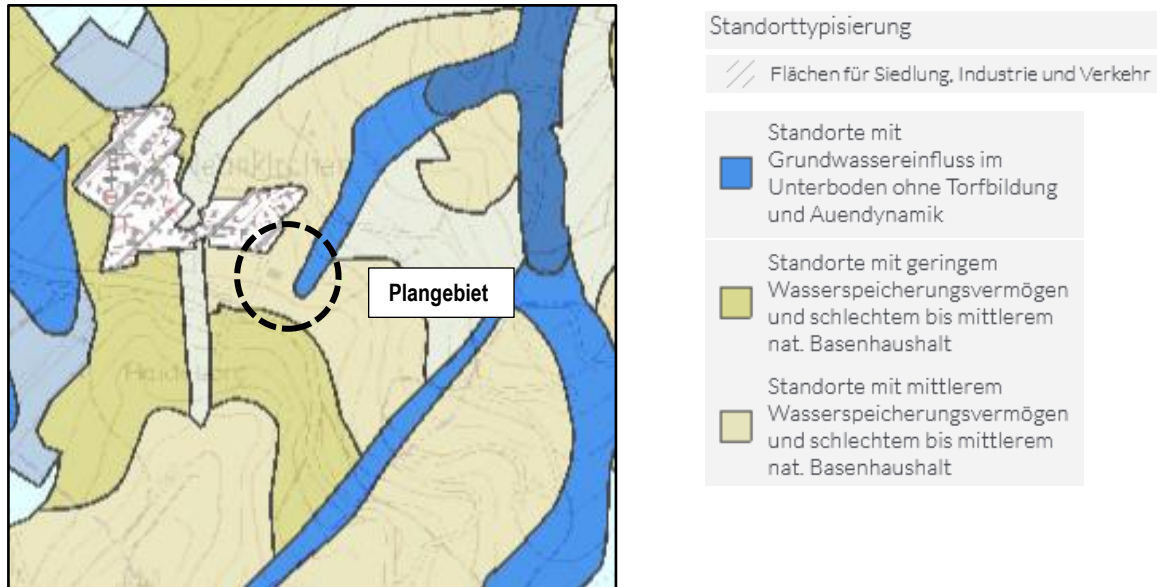 Plangebiet
Standorttypisierung
Flächen für Siedlung, Industrie und Verkehr
Standorte mit
Grundwassereinfluss im
Unterboden ohne Torfbildung
und Auendynamik
Standorte mit geringem
Wasserspeicherungsvermögen
und schlechtem bis mittlerem
nat. Basenhaushalt
Standorte mit mittlerem
Wasserspeicherungsvermögen
und schlechtem bis mittlerem
nat. Basenhaushalt